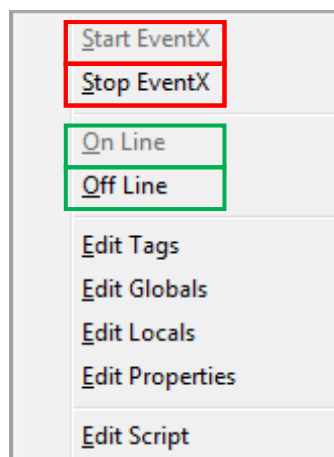 Start EventX
Stop EventX
On Line
Off Line
Edit Tags
Edit Globals
Edit Locals
Edit Properties
Edit Script